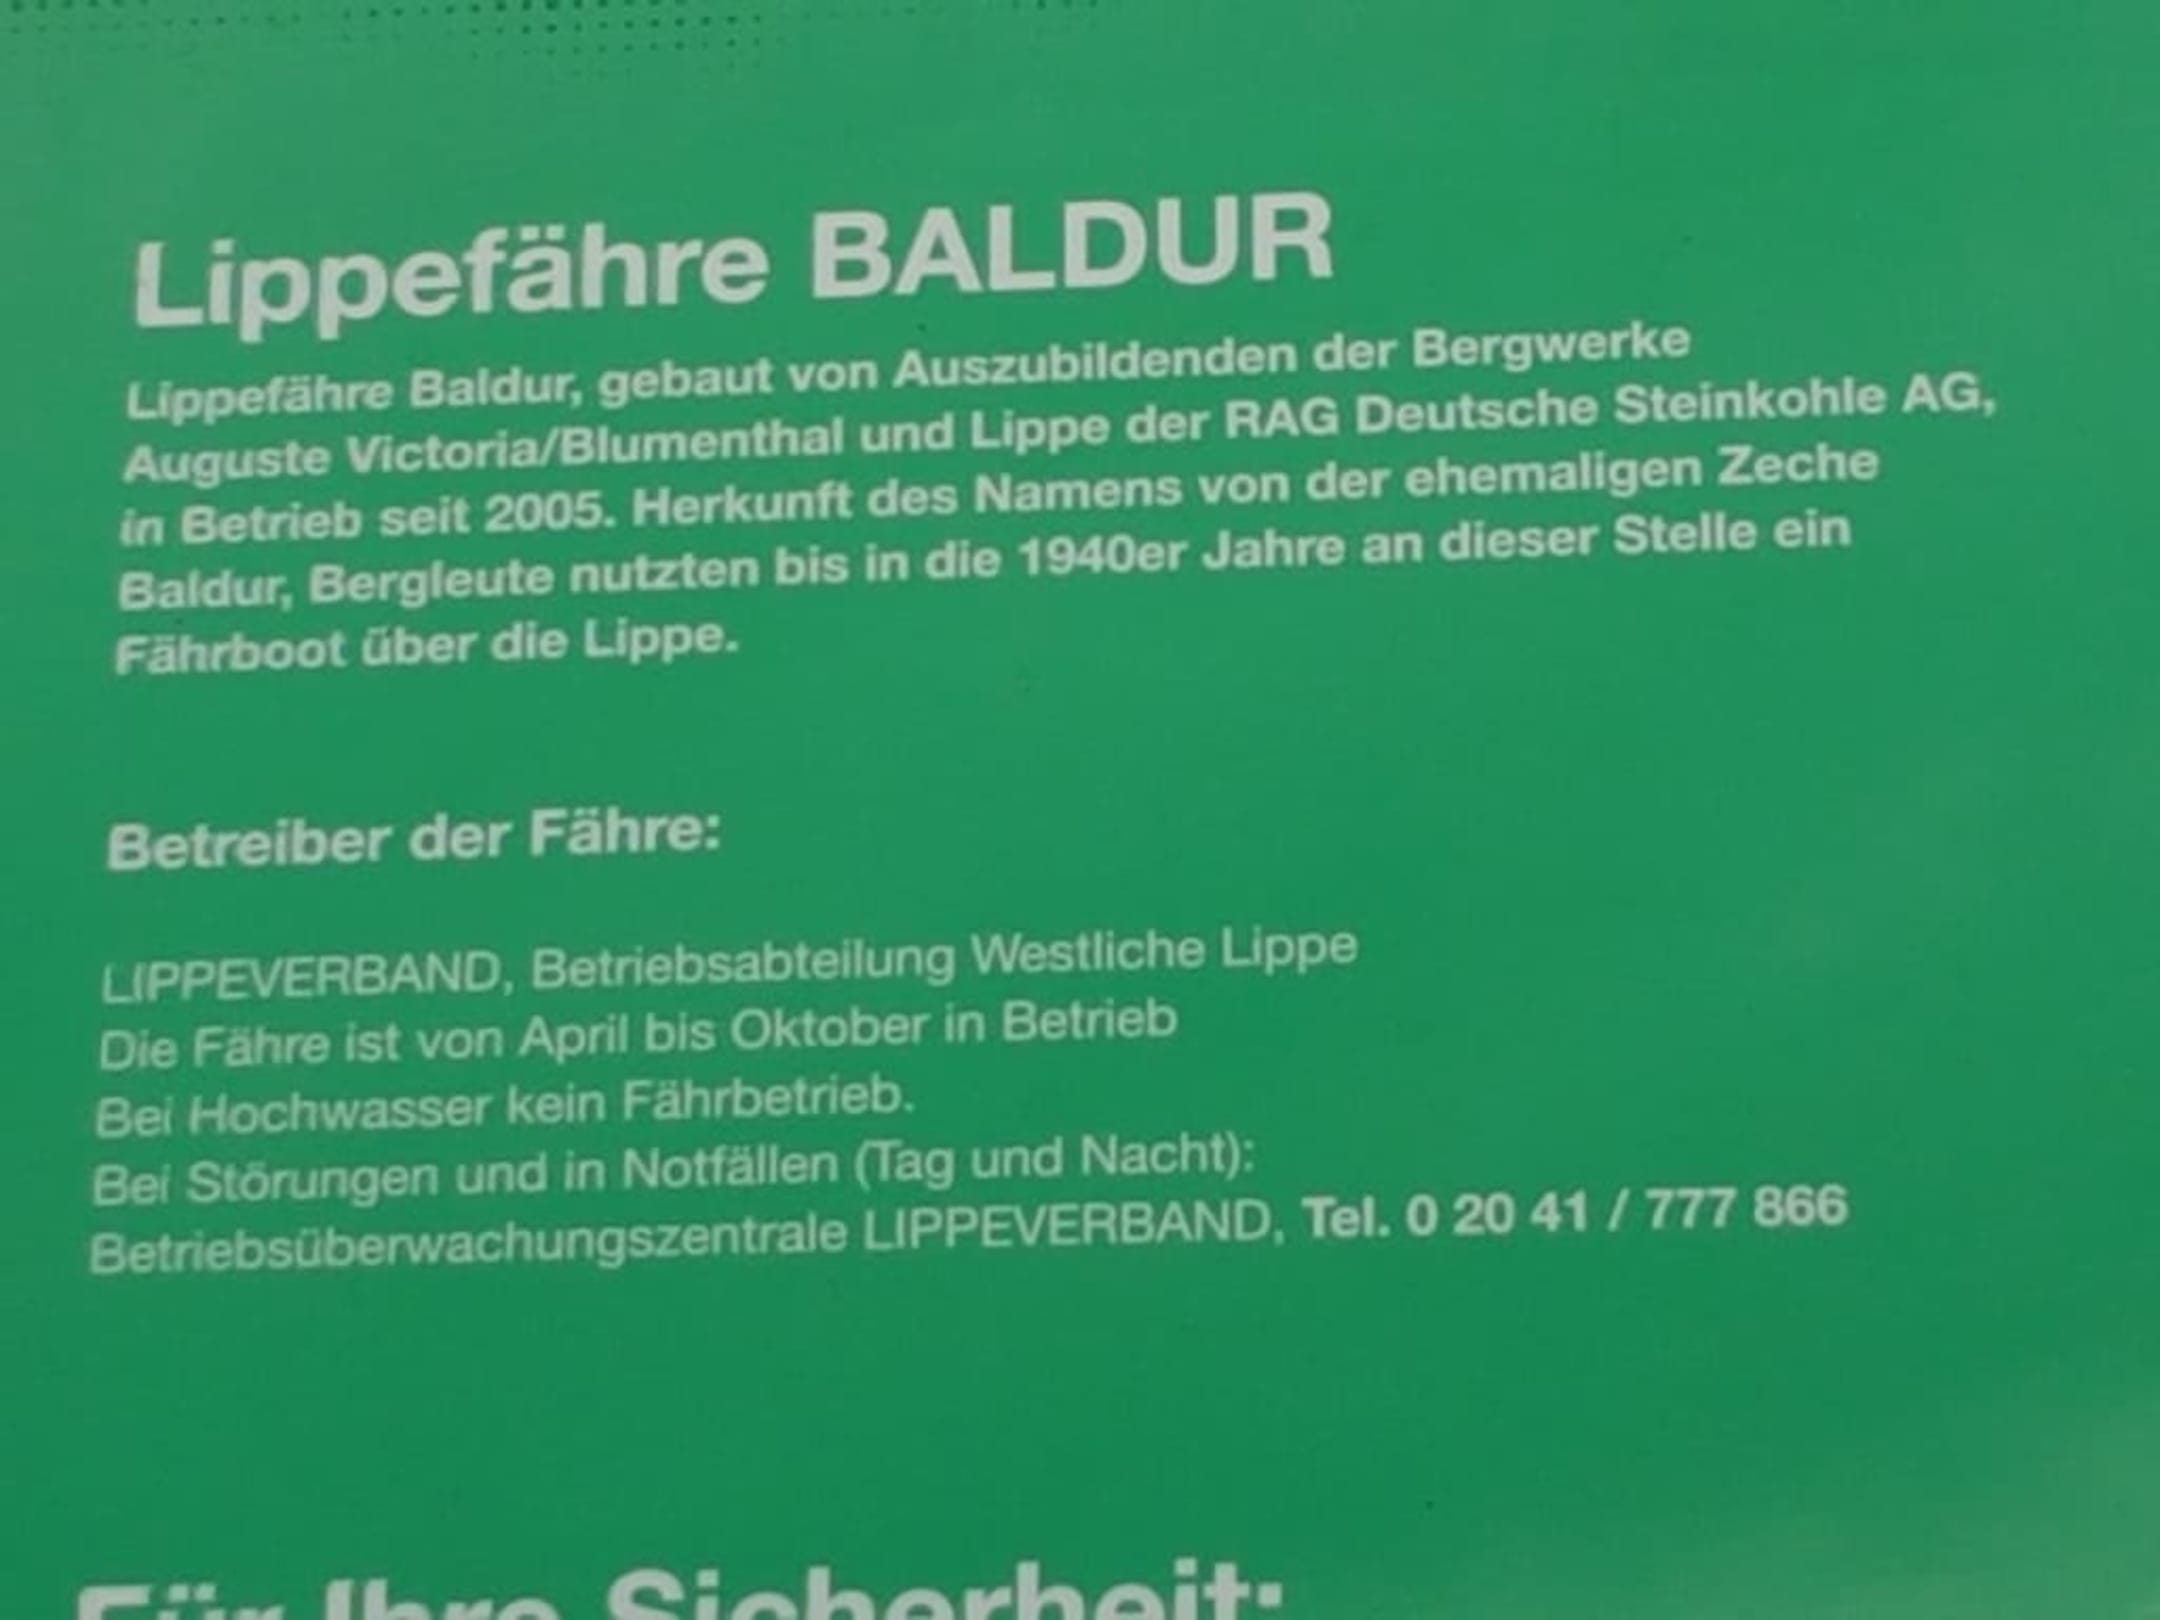 Lippefähre BALDUR
Lippefähre Baldur, gebaut von Auszubildenden der Bergwerke
Auguste Victoria/Blumenthal und Lippe der RAG Deutsche Steinkohle AG,
in Betrieb seit 2005. Herkunft des Namens von der ehemaligen Zeche
Baldur, Bergleute nutzten bis in die 1940er Jahre an dieser Stelle ein
Fährboot über die Lippe.
Betreiber der Fähre:
LIPPEVERBAND, Betriebsabteilung Westliche Lippe
Die Fähre ist von April bis Oktober in Betrieb
Bei Hochwasser kein Fährbetrieb.
Bei Störungen und in Notfällen (Tag und Nacht):
Betriebsüberwachungszentrale LIPPEVERBAND, Tel. 0 20 41 / 777 866
Für Ihre Sicherheit: